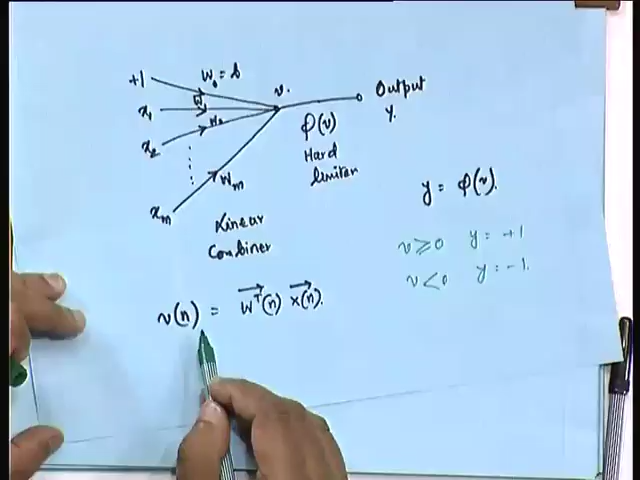 +1 w₀ = b
x₁ w₁ v. Output
x₂ w₂ φ(v) y.
⋮ Hard
wₘ limiter
xₘ
Linear
Combiner
y = φ(v).
v ≥ 0 y = +1
v < 0 y = -1.
v(n) = w⃗ᵀ(n) x⃗(n).